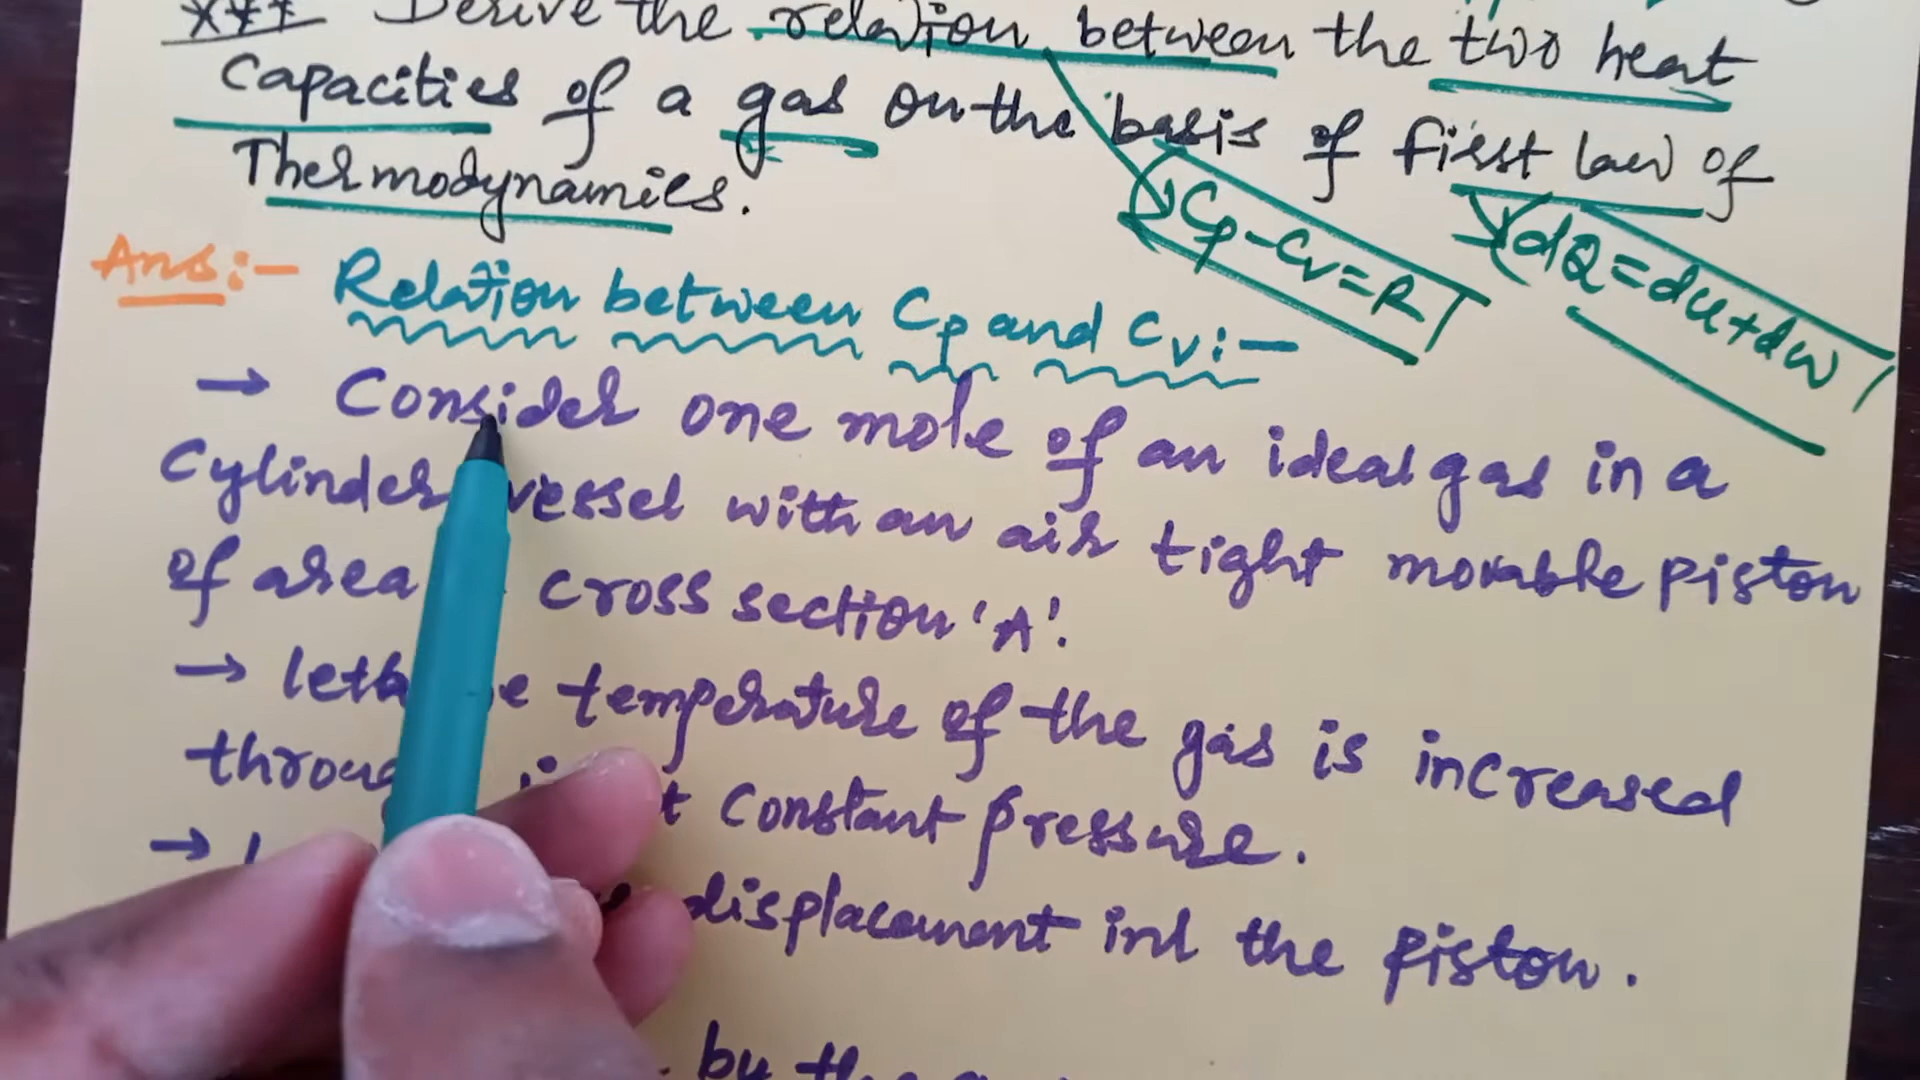 *** Derive the relation between the two heat
Capacities of a gas on the basis of first law of
Thermodynamics.
Cp-Cv=R
dQ=du+dw
Ans:- Relation between Cp and Cv:-
→ Consider one mole of an ideal gas in a
Cylinder vessel with an air tight movable piston
of area cross section 'A'.
→ let the temperature of the gas is increased
through at Constant pressure.
→ displacement in the piston.
by the